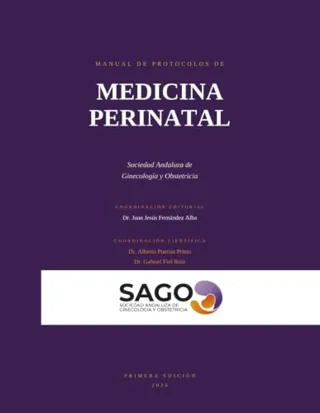 MANUAL DE PROTOCOLOS DE
MEDICINA
PERINATAL
Sociedad Andaluza de
Ginecología y Obstetricia
COORDINACIÓN EDITORIAL
Dr. Juan Jesús Fernández Alba
COORDINACIÓN CIENTÍFICA
Dr. Alberto Puertas Prieto
Dr. Gabriel Fiol Ruiz
SAGO
SOCIEDAD ANDALUZA DE
GINECOLOGÍA Y OBSTETRICIA
PRIMERA EDICIÓN